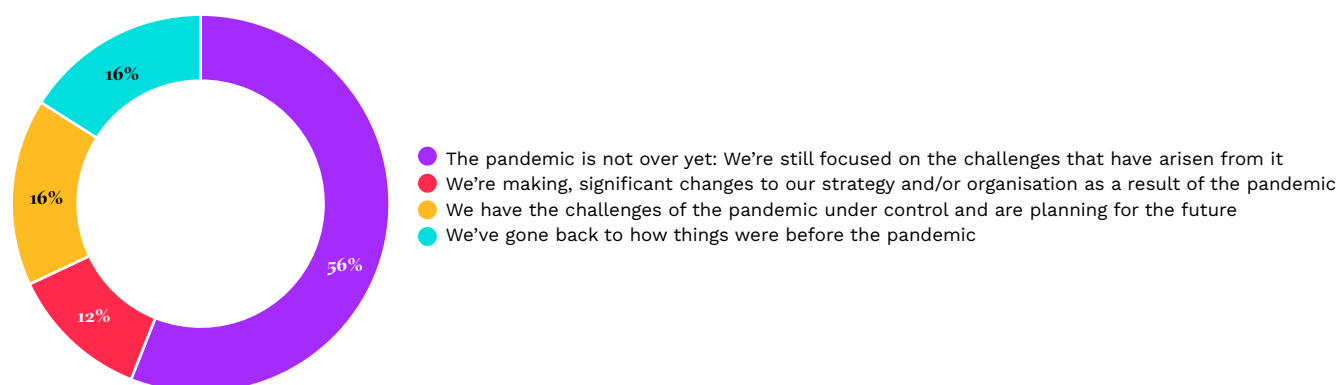 16%
16%
56%
12%
The pandemic is not over yet: We’re still focused on the challenges that have arisen from it
We’re making, significant changes to our strategy and/or organisation as a result of the pandemic
We have the challenges of the pandemic under control and are planning for the future
We’ve gone back to how things were before the pandemic